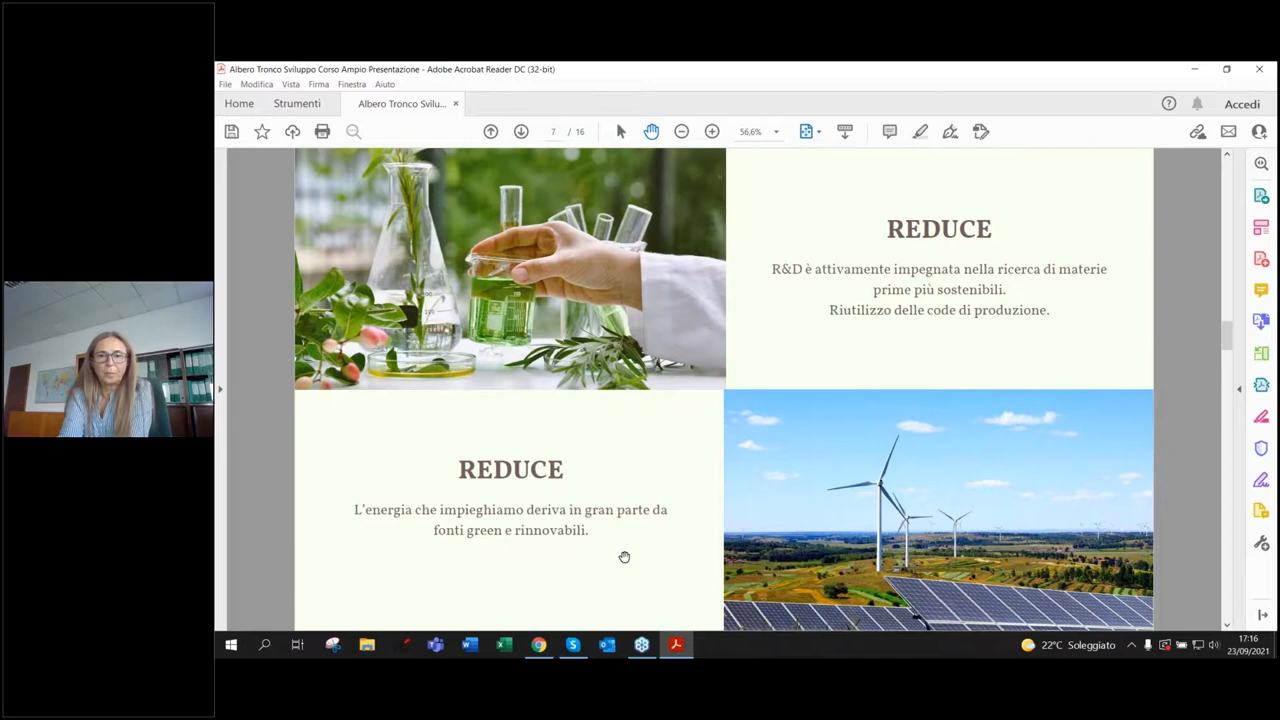 Albero Tronco Sviluppo Corso Ampio Presentazione - Adobe Acrobat Reader DC (32-bit)
File Modifica Vista Firma Finestra Aiuto
Home Strumenti Albero Tronco Svilu... × Accedi
7 / 16 56,6%
REDUCE
R&D è attivamente impegnata nella ricerca di materie
prime più sostenibili.
Riutilizzo delle code di produzione.
REDUCE
L'energia che impieghiamo deriva in gran parte da
fonti green e rinnovabili.
22°C Soleggiato
17:16
23/09/2021